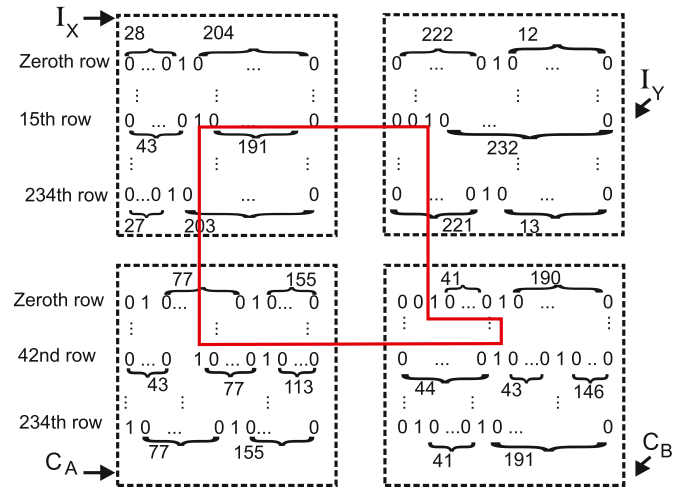 I_X
28 204 222 12
Zeroth row 0 ... 0 1 0 ... 0 0 ... 0 1 0 ... 0
⋮ ⋮ ⋮ ⋮
I_Y
15th row 0 ... 0 1 0 ... 0 0 0 1 0 ... 0
43 191 232
⋮ ⋮ ⋮ ⋮
234th row 0...0 1 0 ... 0 0 ... 0 1 0 ... 0
27 203 221 13
77 155 41 190
Zeroth row 0 1 0... 0 1 0... 0 0 0 1 0 ... 0 1 0 ... 0
⋮ ⋮ ⋮ ⋮ ⋮
42nd row 0 ... 0 1 0 ... 0 1 0 ... 0 0 ... 0 1 0 ...0 1 0 .. 0
43 77 113 44 43 146
⋮ ⋮ ⋮ ⋮ ⋮ ⋮
234th row 1 0 ... 0 1 0... 0 0 1 0 ...0 1 0 ... 0
77 155 41 191
C_A C_B